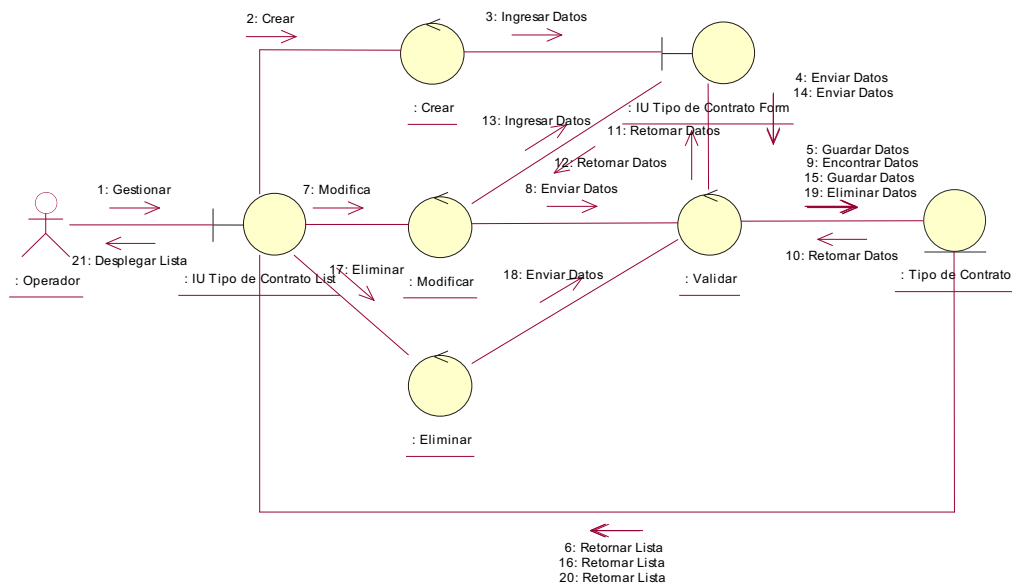 2: Crear
3: Ingresar Datos
: Crear
: IU Tipo de Contrato Form
4: Enviar Datos
14: Enviar Datos
13: Ingresar Datos
11: Retornar Datos
12: Retornar Datos
5: Guardar Datos
9: Encontrar Datos
15: Guardar Datos
19: Eliminar Datos
1: Gestionar
7: Modifica
8: Enviar Datos
21: Desplegar Lista
10: Retornar Datos
: Operador
: IU Tipo de Contrato List
17: Eliminar
: Modificar
18: Enviar Datos
: Validar
: Tipo de Contrato
: Eliminar
6: Retornar Lista
16: Retornar Lista
20: Retornar Lista